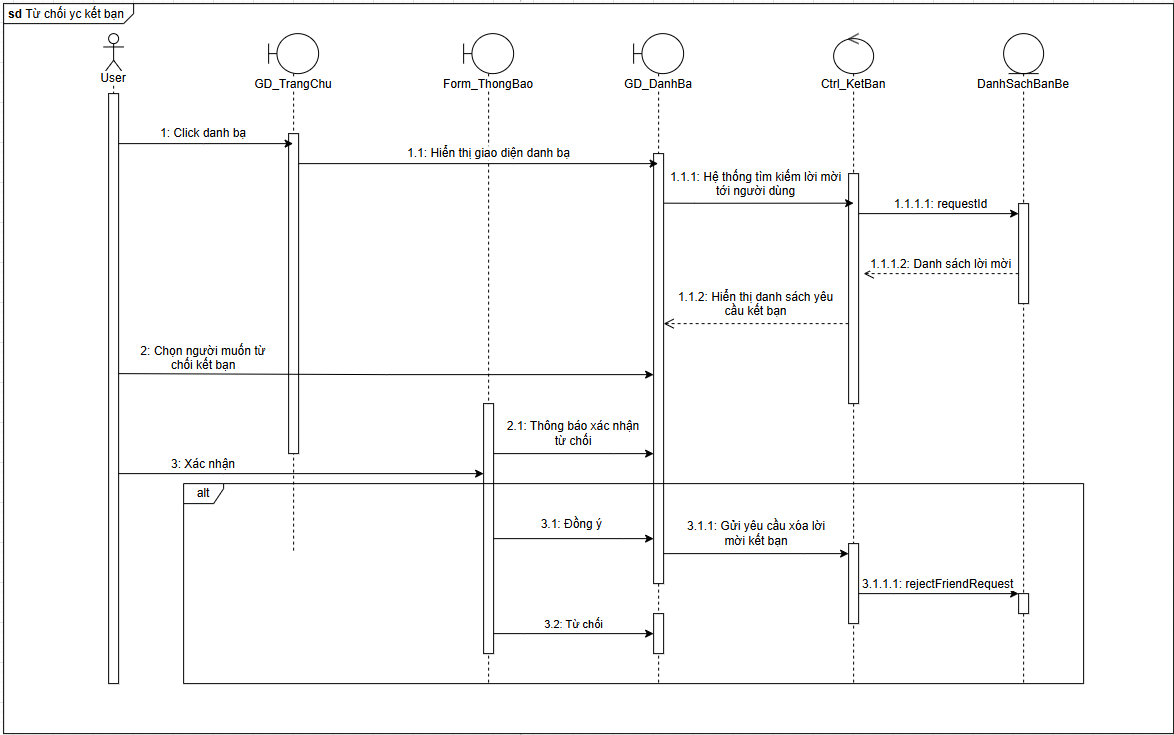 sd Từ chối yc kết bạn
User
GD_TrangChu
Form_ThongBao
GD_DanhBa
Ctrl_KetBan
DanhSachBanBe
1: Click danh bạ
1.1: Hiển thị giao diện danh bạ
1.1.1: Hệ thống tìm kiếm lời mời
tới người dùng
1.1.1.1: requestId
1.1.1.2: Danh sách lời mời
1.1.2: Hiển thị danh sách yêu
cầu kết bạn
2: Chọn người muốn từ
chối kết bạn
2.1: Thông báo xác nhận
từ chối
3: Xác nhận
alt
3.1: Đồng ý
3.1.1: Gửi yêu cầu xóa lời
mời kết bạn
3.1.1.1: rejectFriendRequest
3.2: Từ chối